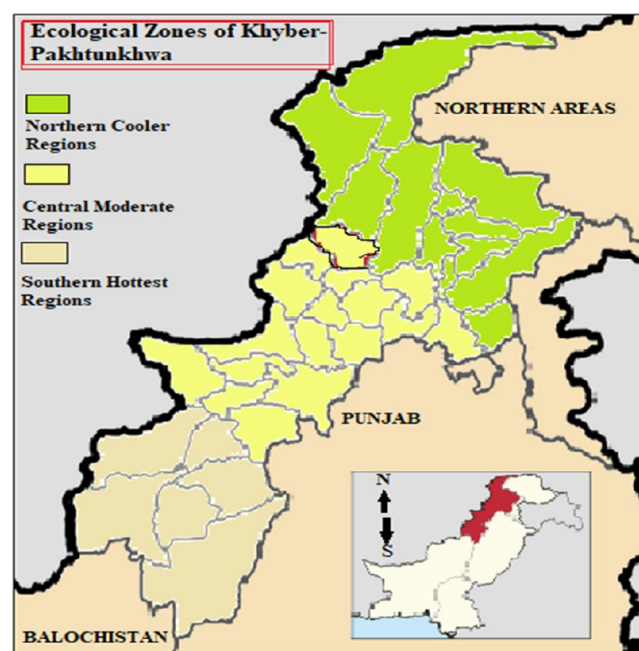 Ecological Zones of Khyber-
Pakhtunkhwa
Northern Cooler
Regions
Central Moderate
Regions
Southern Hottest
Regions
NORTHERN AREAS
PUNJAB
BALOCHISTAN
N
S